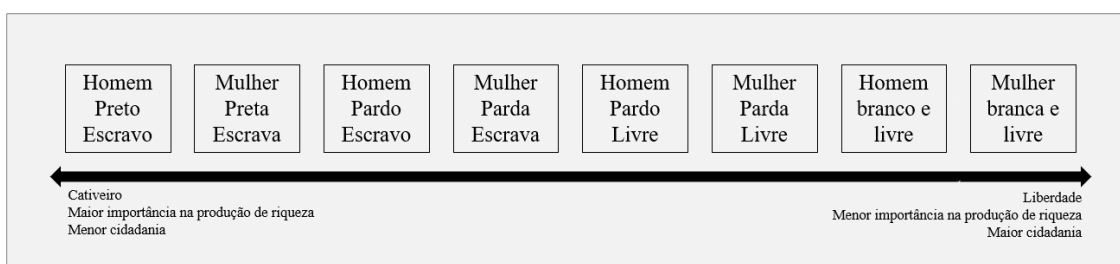 Homem
Preto
Escravo
Mulher
Preta
Escrava
Homem
Pardo
Escravo
Mulher
Parda
Escrava
Homem
Pardo
Livre
Mulher
Parda
Livre
Homem
branco e
livre
Mulher
branca e
livre
Cativeiro
Maior importância na produção de riqueza
Menor cidadania
Liberdade
Menor importância na produção de riqueza
Maior cidadania